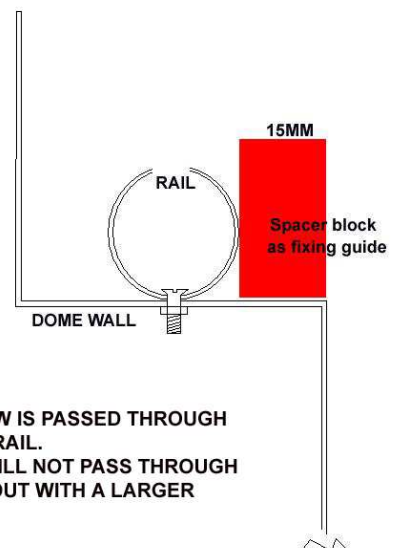 15MM
RAIL
Spacer block
as fixing guide
DOME WALL
IS PASSED THROUGH
RAIL.
NOT PASS THROUGH
OUT WITH A LARGER